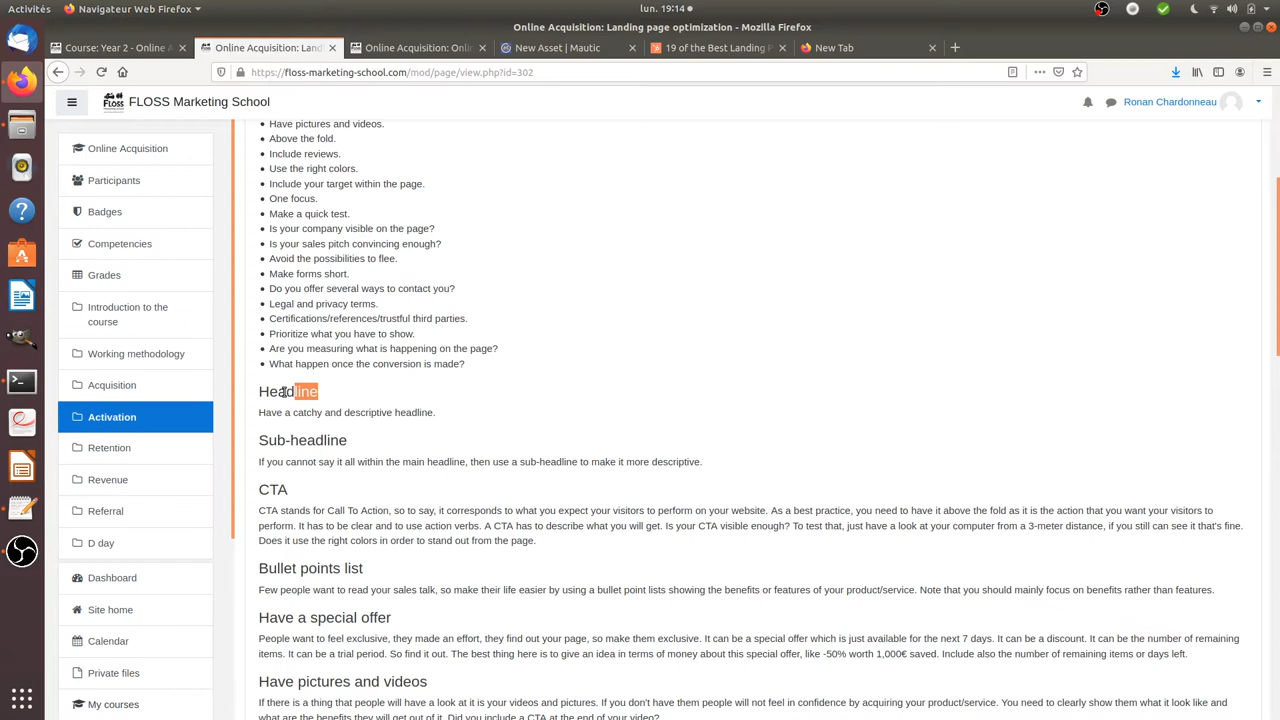 Activités
Navigateur Web Firefox
lun. 19:14
Online Acquisition: Landing page optimization - Mozilla Firefox
Course: Year 2 - Online A
Online Acquisition: Landi
Online Acquisition: Onli
New Asset | Mautic
19 of the Best Landing P
New Tab
https://floss-marketing-school.com/mod/page/view.php?id=302
Floss
FLOSS Marketing School
Ronan Chardonneau
Online Acquisition
Participants
Badges
Competencies
Grades
Introduction to the
course
Working methodology
Acquisition
Activation
Retention
Revenue
Referral
D day
Dashboard
Site home
Calendar
Private files
My courses
Have pictures and videos.
Above the fold.
Include reviews.
Use the right colors.
Include your target within the page.
One focus.
Make a quick test.
Is your company visible on the page?
Is your sales pitch convincing enough?
Avoid the possibilities to flee.
Make forms short.
Do you offer several ways to contact you?
Legal and privacy terms.
Certifications/references/trustful third parties.
Prioritize what you have to show.
Are you measuring what is happening on the page?
What happen once the conversion is made?
Headline
Have a catchy and descriptive headline.
Sub-headline
If you cannot say it all within the main headline, then use a sub-headline to make it more descriptive.
CTA
CTA stands for Call To Action, so to say, it corresponds to what you expect your visitors to perform on your website. As a best practice, you need to have it above the fold as it is the action that you want your visitors to
perform. It has to be clear and to use action verbs. A CTA has to describe what you will get. Is your CTA visible enough? To test that, just have a look at your computer from a 3-meter distance, if you still can see it that's fine.
Does it use the right colors in order to stand out from the page.
Bullet points list
Few people want to read your sales talk, so make their life easier by using a bullet point lists showing the benefits or features of your product/service. Note that you should mainly focus on benefits rather than features.
Have a special offer
People want to feel exclusive, they made an effort, they find out your page, so make them exclusive. It can be a special offer which is just available for the next 7 days. It can be a discount. It can be the number of remaining
items. It can be a trial period. So find it out. The best thing here is to give an idea in terms of money about this special offer, like -50% worth 1,000€ saved. Include also the number of remaining items or days left.
Have pictures and videos
If there is a thing that people will have a look at it is your videos and pictures. If you don't have them people will not feel in confidence by acquiring your product/service. You need to clearly show them what it look like and
what are the benefits they will get out of it. Did you include a CTA at the end of your video?